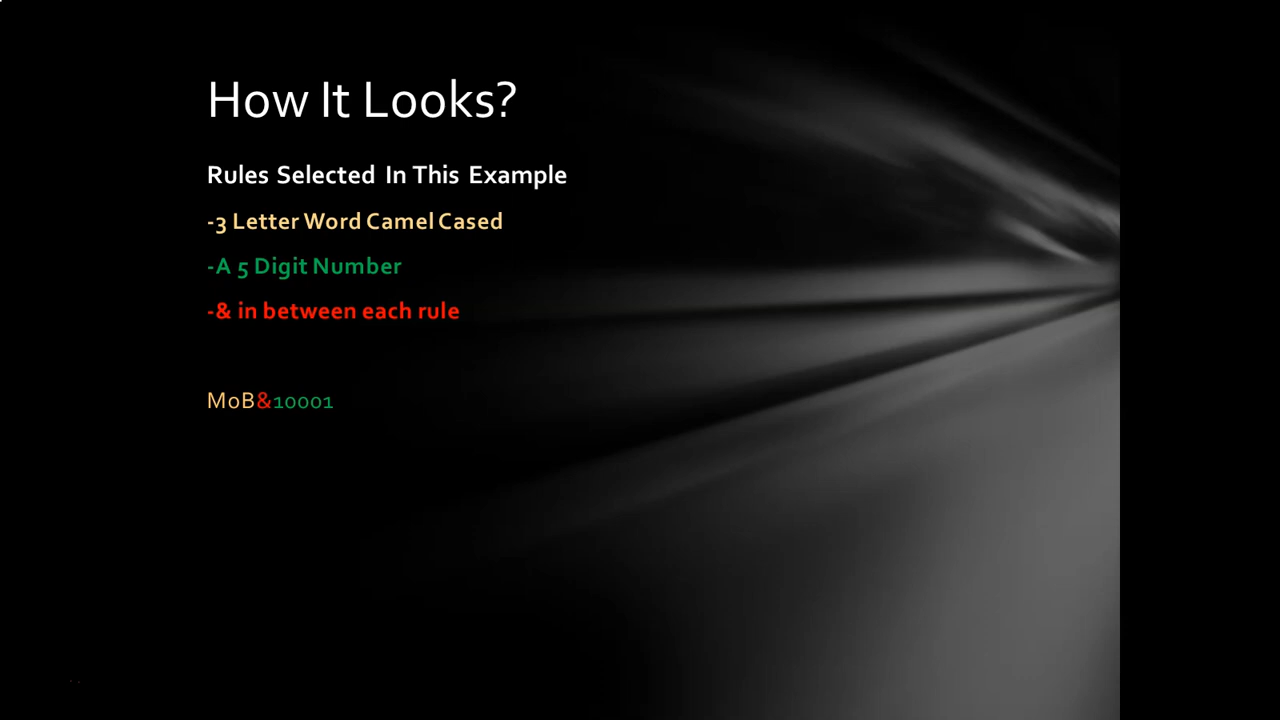 How It Looks?
Rules Selected In This Example
-3 Letter Word Camel Cased
-A 5 Digit Number
-& in between each rule
MoB&10001